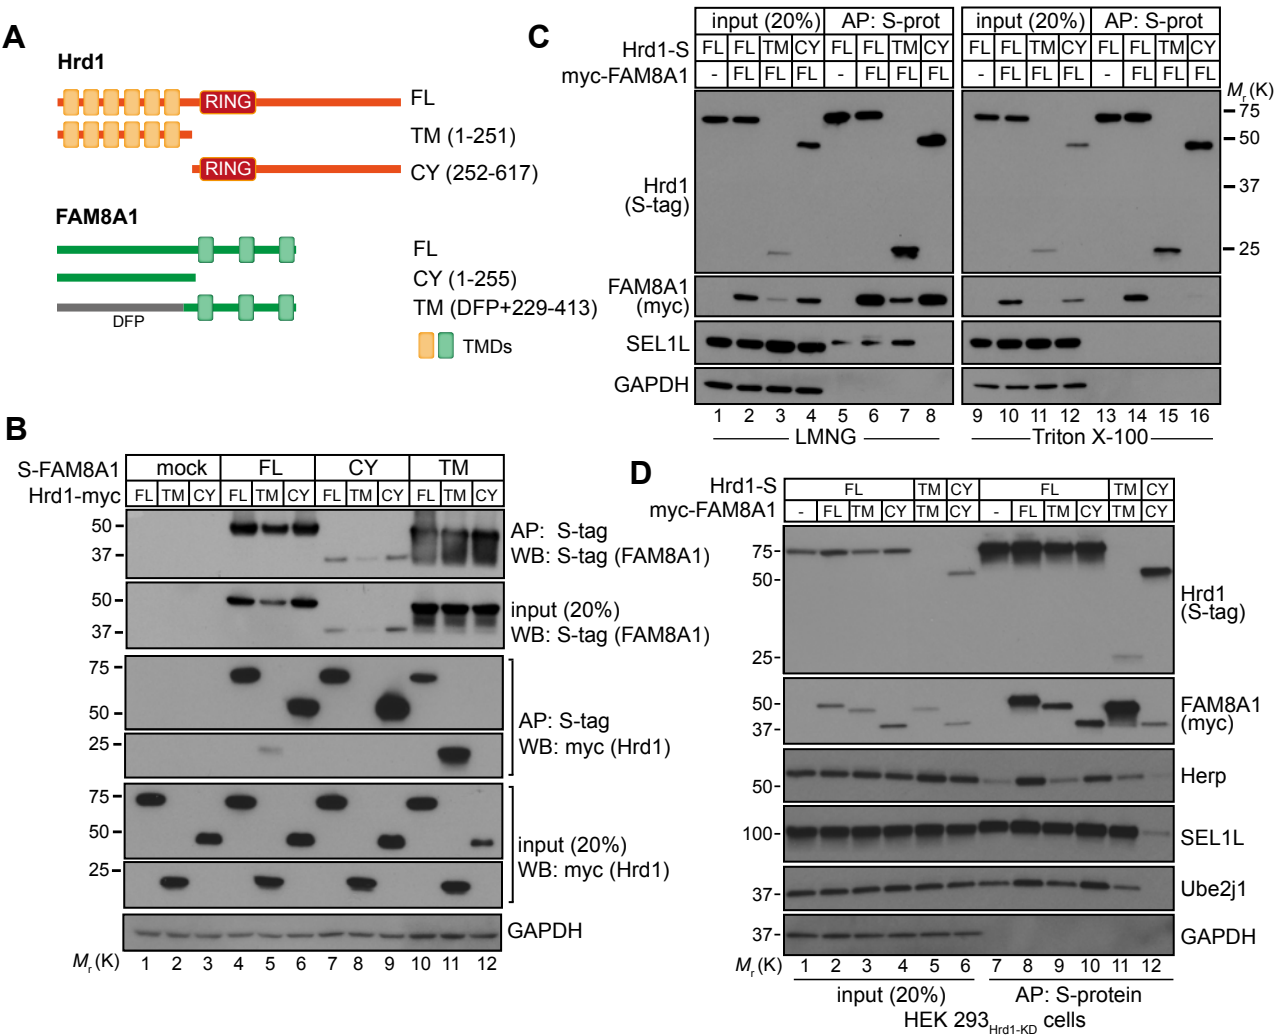 A
Hrd1
RING
FL
TM (1-251)
RING
CY (252-617)
FAM8A1
FL
CY (1-255)
TM (DFP+229-413)
DFP
TMDs
B
S-FAM8A1 mock FL CY TM
Hrd1-myc FL TM CY FL TM CY FL TM CY FL TM CY
50
37
AP: S-tag
WB: S-tag (FAM8A1)
50
37
input (20%)
WB: S-tag (FAM8A1)
75
50
25
AP: S-tag
WB: myc (Hrd1)
75
50
25
input (20%)
WB: myc (Hrd1)
GAPDH
Mr (K) 1 2 3 4 5 6 7 8 9 10 11 12
C
input (20%) AP: S-prot input (20%) AP: S-prot
Hrd1-S FL FL TM CY FL FL TM CY FL FL TM CY FL FL TM CY
myc-FAM8A1 - FL FL FL - FL FL FL - FL FL FL - FL FL FL
Mr (K)
75
50
37
25
Hrd1
(S-tag)
FAM8A1
(myc)
SEL1L
GAPDH
1 2 3 4 5 6 7 8 9 10 11 12 13 14 15 16
LMNG Triton X-100
D
Hrd1-S FL TM CY FL TM CY
myc-FAM8A1 - FL TM CY TM CY - FL TM CY TM CY
75-
50-
25-
Hrd1
(S-tag)
50-
37-
FAM8A1
(myc)
50-
Herp
100-
SEL1L
37-
Ube2j1
37-
GAPDH
Mr (K) 1 2 3 4 5 6 7 8 9 10 11 12
input (20%) AP: S-protein
HEK 293Hrd1-KD cells